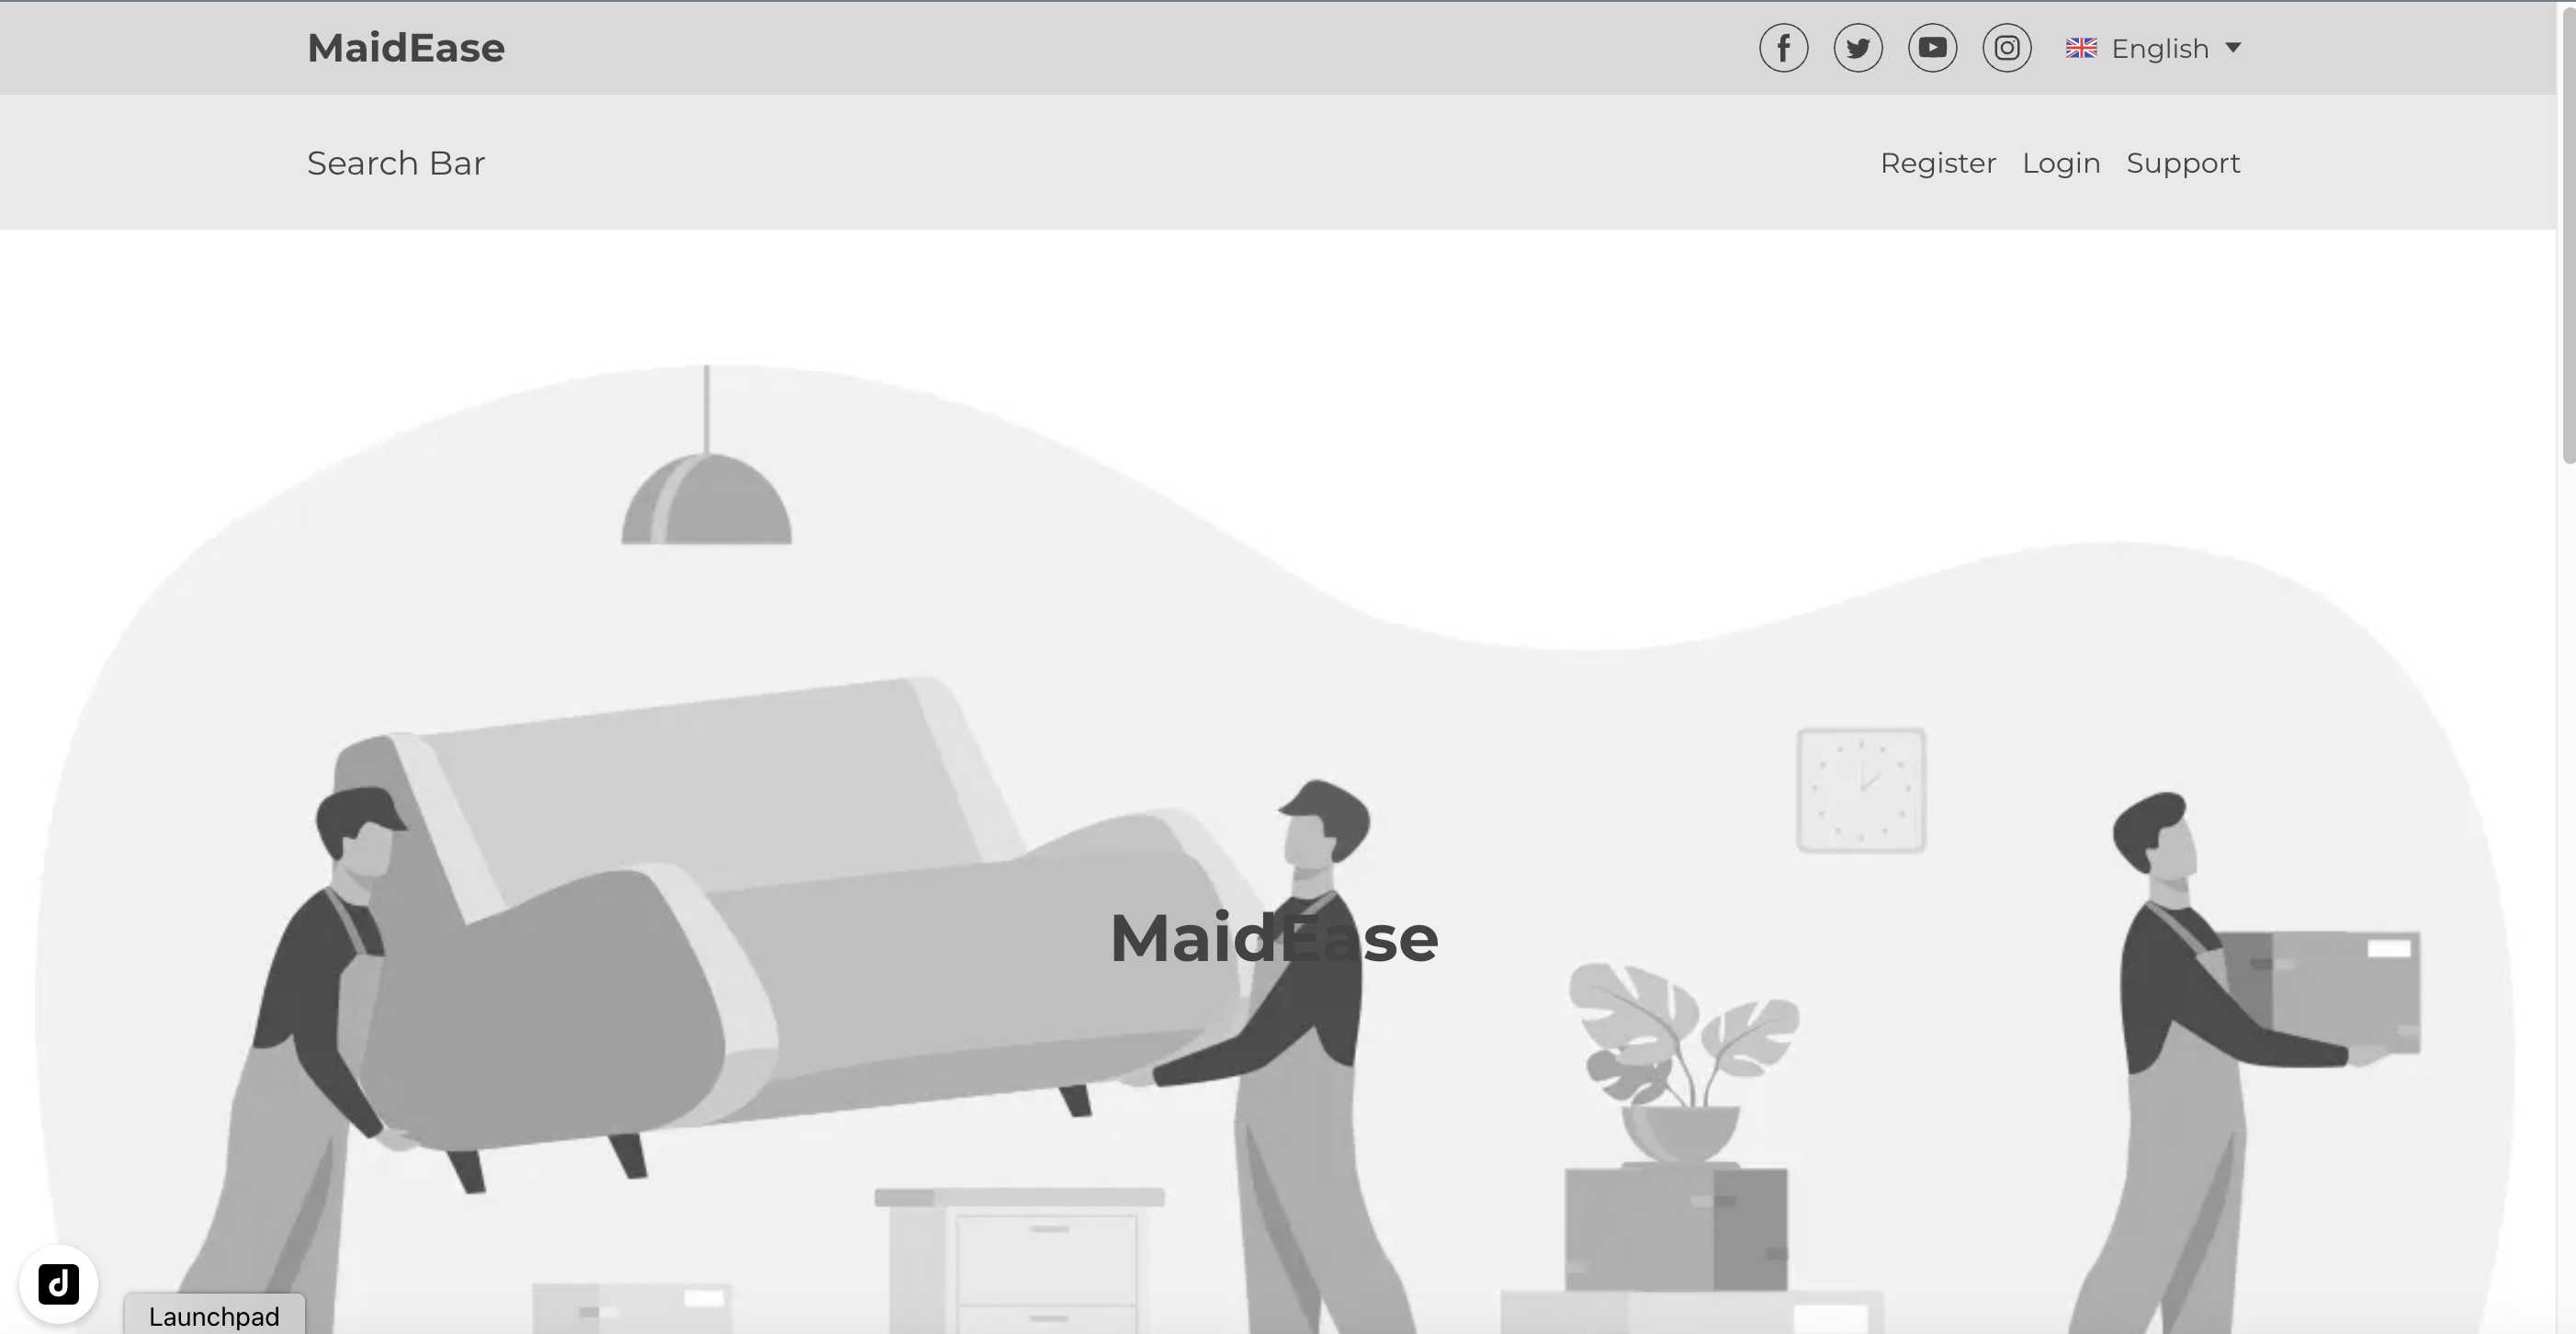 MaidEase
English
Search Bar
Register Login Support
MaidEase
Launchpad